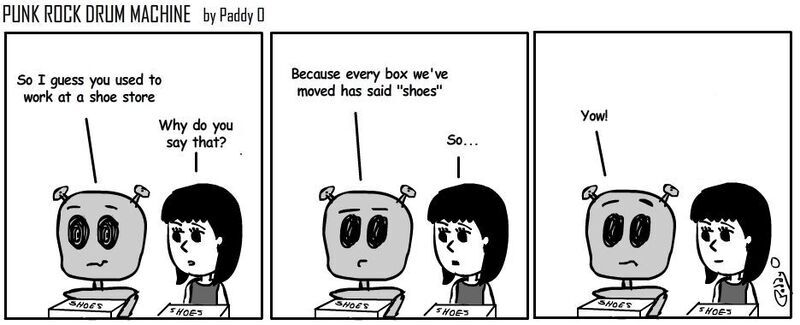 PUNK ROCK DRUM MACHINE by Paddy O
So I guess you used to
work at a shoe store
Why do you
say that?
SHOES
SHOES
Because every box we've
moved has said "shoes"
So...
SHOES
SHOES
Yow!
SHOES
SHOES
Paddy O